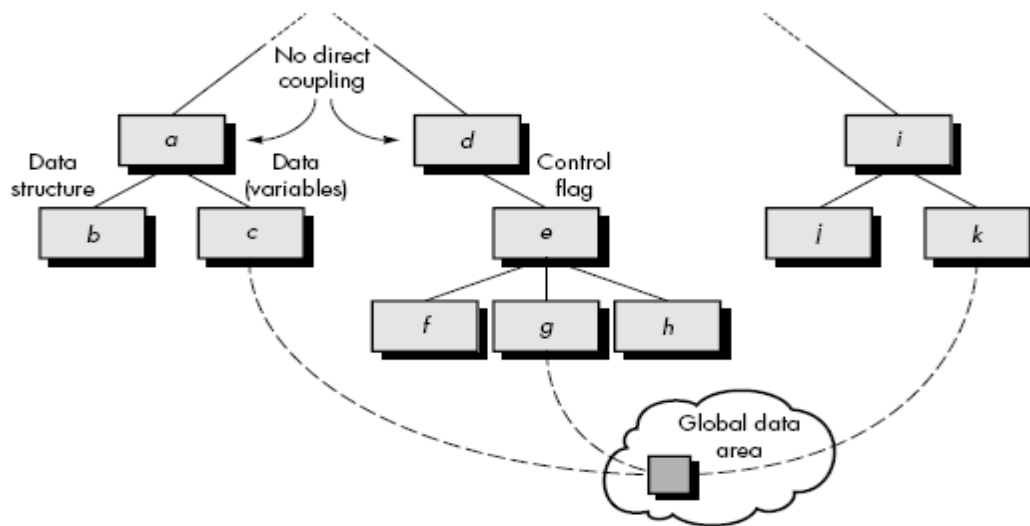 No direct
coupling
a
d
i
Data
structure
Data
(variables)
Control
flag
b
c
e
j
k
f
g
h
Global data
area